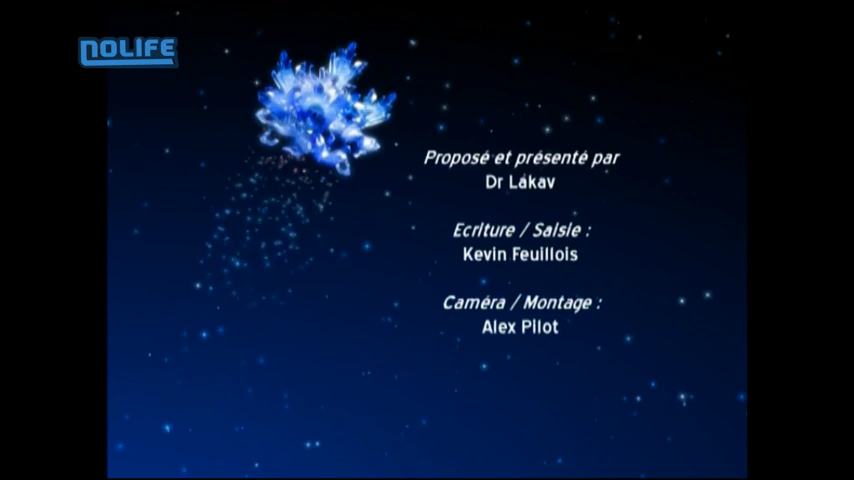 NOLIFE
Proposé et présenté par
Dr Lakav
Ecriture / Saisie :
Kevin Feuillois
Caméra / Montage :
Alex Pilot